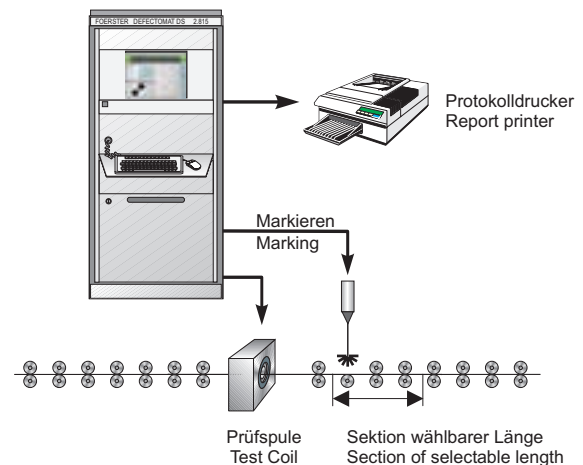 FOERSTER DEFECTOMAT DS 2.815
Protokolldrucker
Report printer
Markieren
Marking
Prüfspule
Test Coil
Sektion wählbarer Länge
Section of selectable length